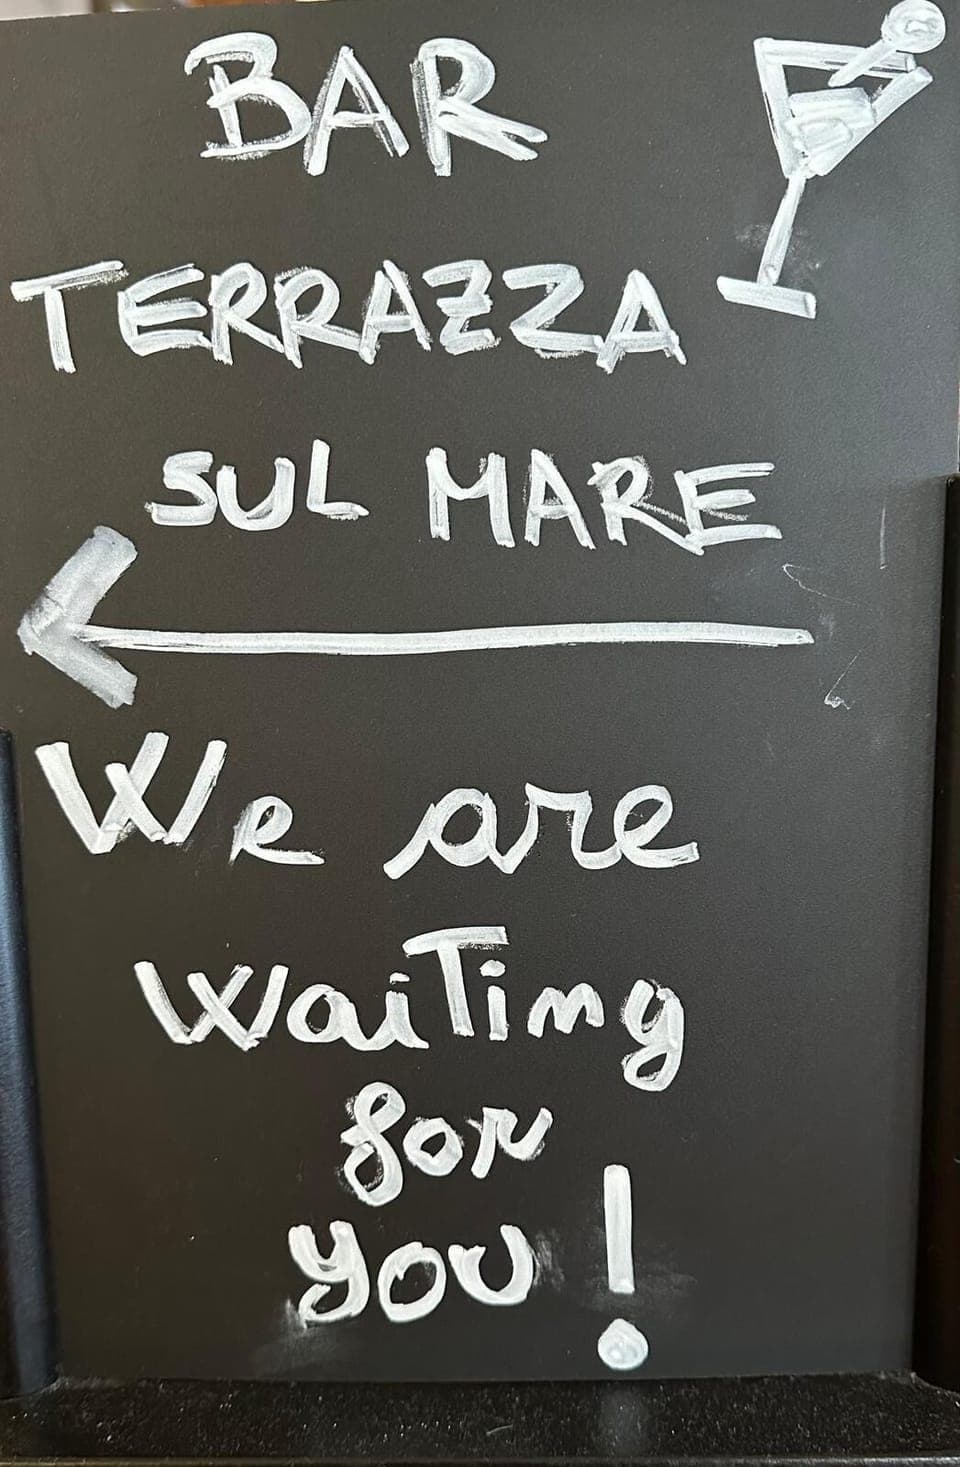 BAR
TERRAZZA
SUL MARE
We are
waiTing
for
you!